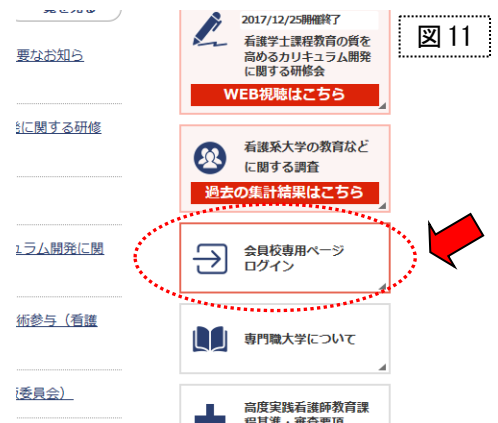 覧を見る
2017/12/25開催終了
図 11
看護学士課程教育の質を
高めるカリキュラム開発
に関する研修会
WEB視聴はこちら
要なお知ら
に関する研修
看護系大学の教育など
に関する調査
過去の集計結果はこちら
ュラム開発に関
会員校専用ページ
ログイン
術参与（看護
専門職大学について
委員会）
高度実践看護師教育課
程基準・審査要項